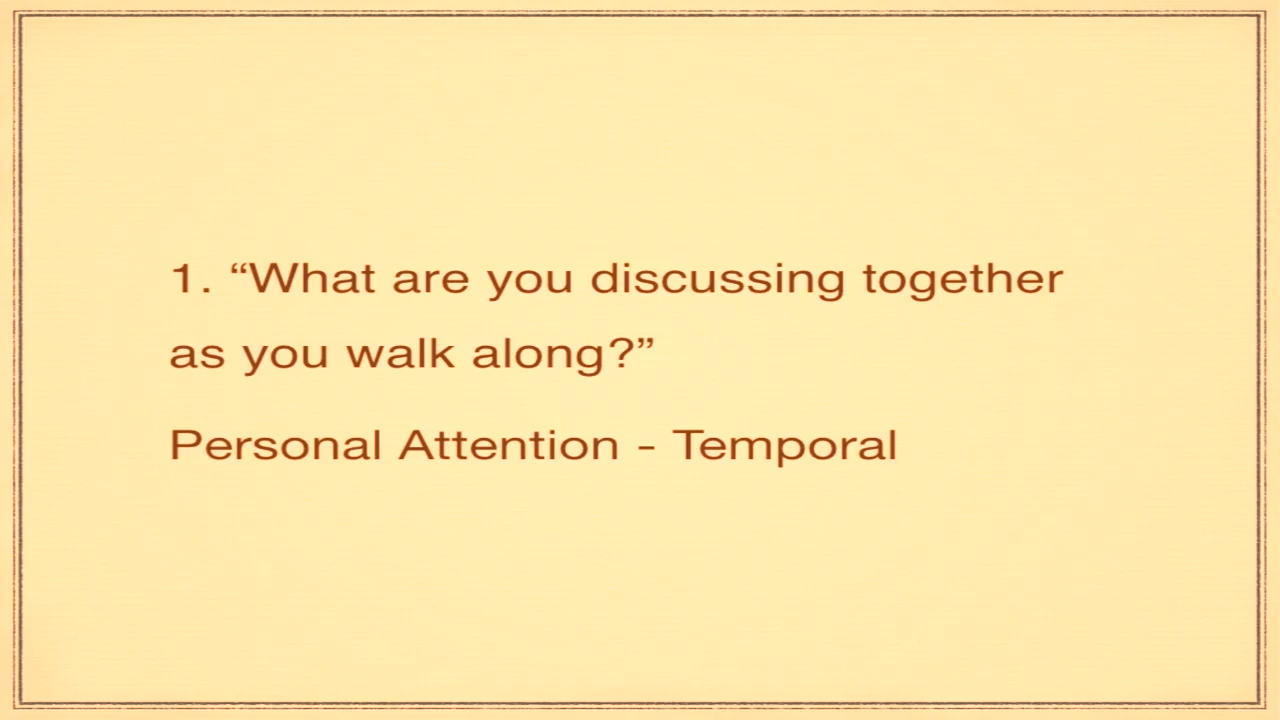 1. “What are you discussing together
as you walk along?”
Personal Attention - Temporal